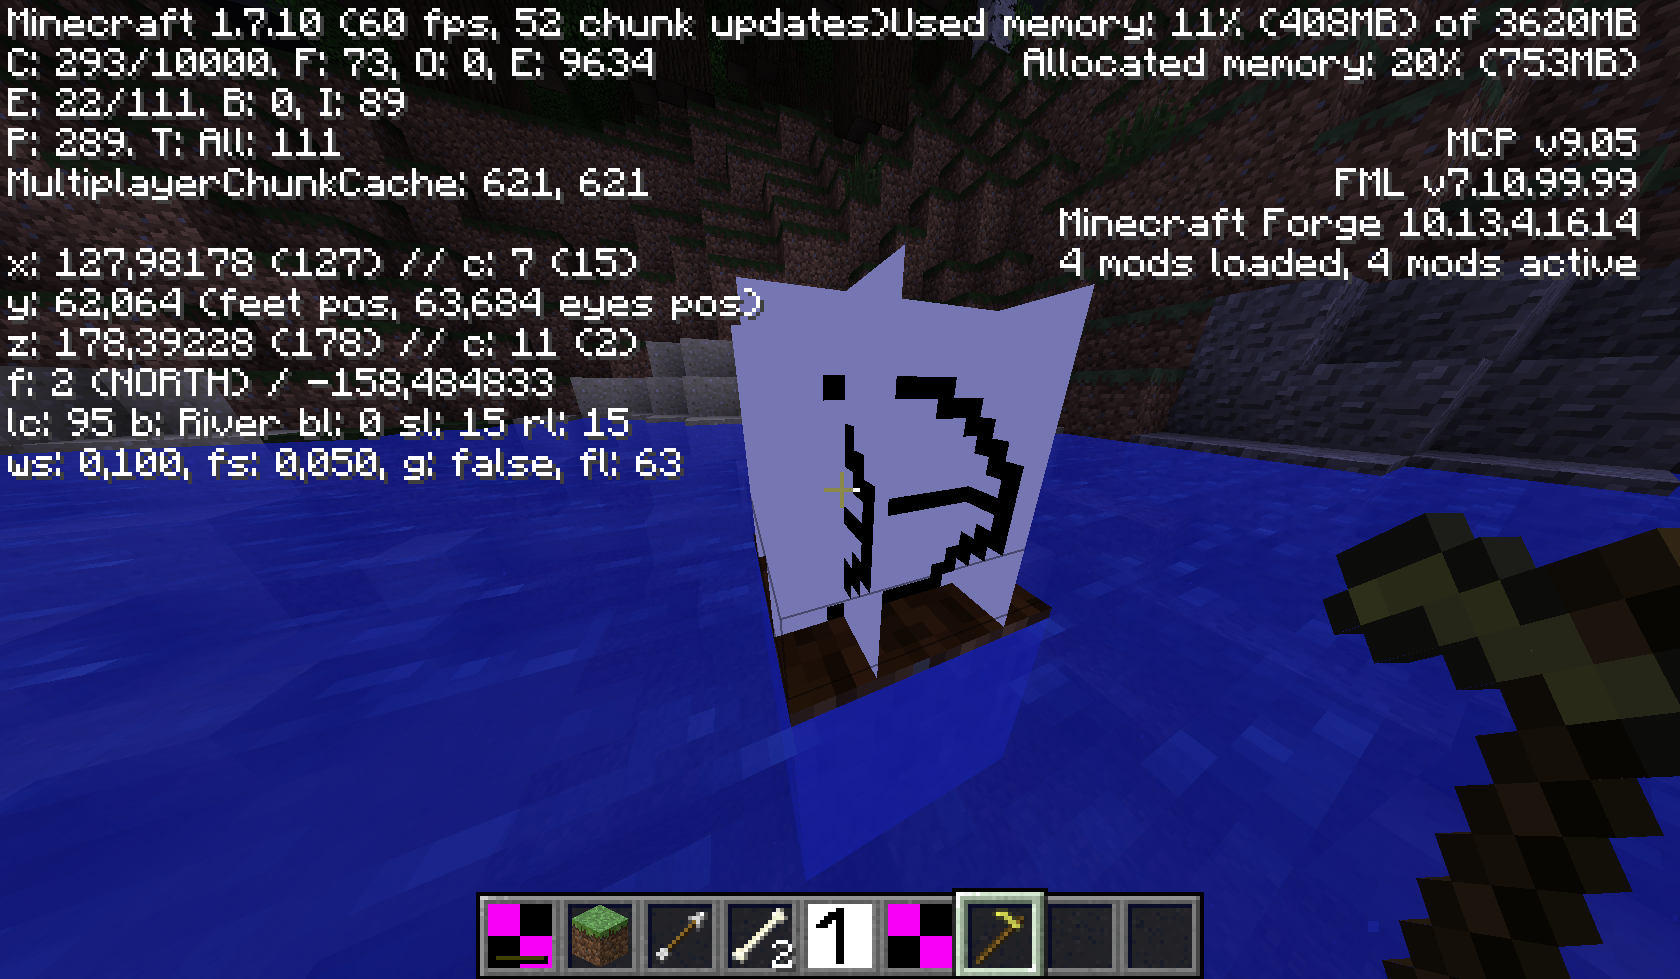 Minecraft 1.7.10 (60 fps, 52 chunk updates)Used memory: 11% (408MB) of 3620MB
C: 293/10000. F: 73, O: 0, E: 9634
Allocated memory: 20% (753MB)
E: 22/111. B: 0, I: 89
P: 289. T: All: 111
MCP v9.05
MultiplayerChunkCache: 621, 621
FML v7.10.99.99
Minecraft Forge 10.13.4.1614
x: 127,98178 (127) // c: 7 (15)
4 mods loaded, 4 mods active
y: 62,064 (feet pos, 63,684 eyes pos)
z: 178,39228 (178) // c: 11 (2)
f: 2 (NORTH) / -158,484833
lc: 95 b: River bl: 0 sl: 15 rl: 15
ws: 0,100, fs: 0,050, g: false, fl: 63
2
1